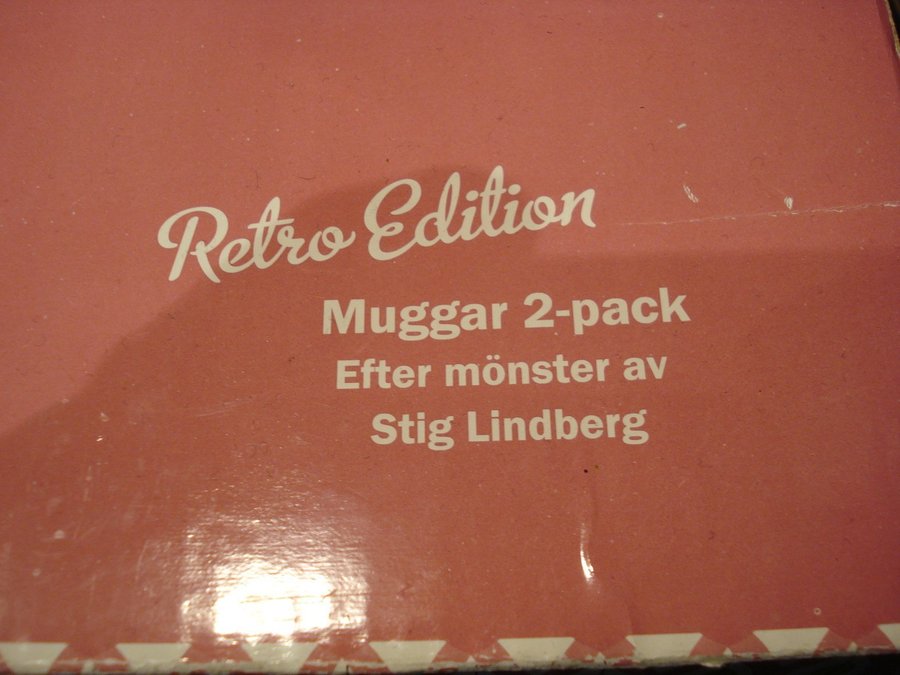 Retro Edition
Muggar 2-pack
Efter mönster av
Stig Lindberg